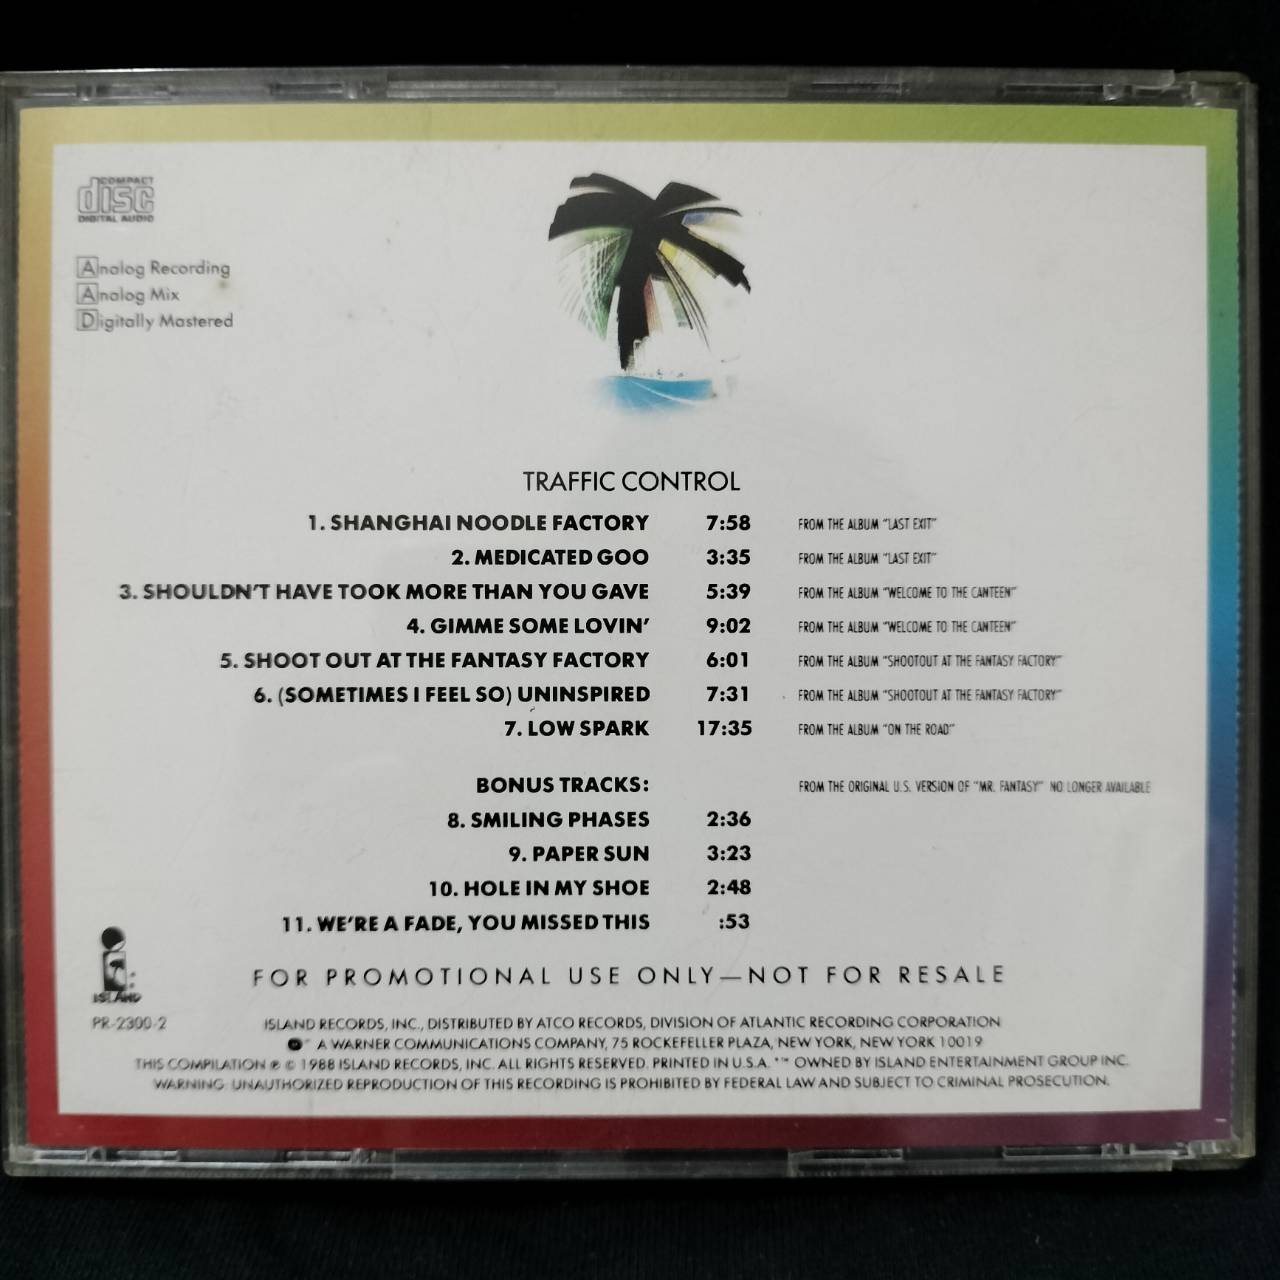 COMPACT
disc
DIGITAL AUDIO
Analog Recording
Analog Mix
Digitally Mastered
TRAFFIC CONTROL
1. SHANGHAI NOODLE FACTORY 7:58 FROM THE ALBUM "LAST EXIT"
2. MEDICATED GOO 3:35 FROM THE ALBUM "LAST EXIT"
3. SHOULDN'T HAVE TOOK MORE THAN YOU GAVE 5:39 FROM THE ALBUM "WELCOME TO THE CANTEEN"
4. GIMME SOME LOVIN' 9:02 FROM THE ALBUM "WELCOME TO THE CANTEEN"
5. SHOOT OUT AT THE FANTASY FACTORY 6:01 FROM THE ALBUM "SHOOTOUT AT THE FANTASY FACTORY"
6. (SOMETIMES I FEEL SO) UNINSPIRED 7:31 FROM THE ALBUM "SHOOTOUT AT THE FANTASY FACTORY"
7. LOW SPARK 17:35 FROM THE ALBUM "ON THE ROAD"
BONUS TRACKS: FROM THE ORIGINAL U.S. VERSION OF "MR. FANTASY" NO LONGER AVAILABLE
8. SMILING PHASES 2:36
9. PAPER SUN 3:23
10. HOLE IN MY SHOE 2:48
11. WE'RE A FADE, YOU MISSED THIS :53
ISLAND
FOR PROMOTIONAL USE ONLY—NOT FOR RESALE
PR-2300-2
ISLAND RECORDS, INC., DISTRIBUTED BY ATCO RECORDS, DIVISION OF ATLANTIC RECORDING CORPORATION
A WARNER COMMUNICATIONS COMPANY, 75 ROCKEFELLER PLAZA, NEW YORK, NEW YORK 10019
THIS COMPILATION ℗ © 1988 ISLAND RECORDS, INC. ALL RIGHTS RESERVED. PRINTED IN U.S.A. ™ OWNED BY ISLAND ENTERTAINMENT GROUP INC.
WARNING: UNAUTHORIZED REPRODUCTION OF THIS RECORDING IS PROHIBITED BY FEDERAL LAW AND SUBJECT TO CRIMINAL PROSECUTION.